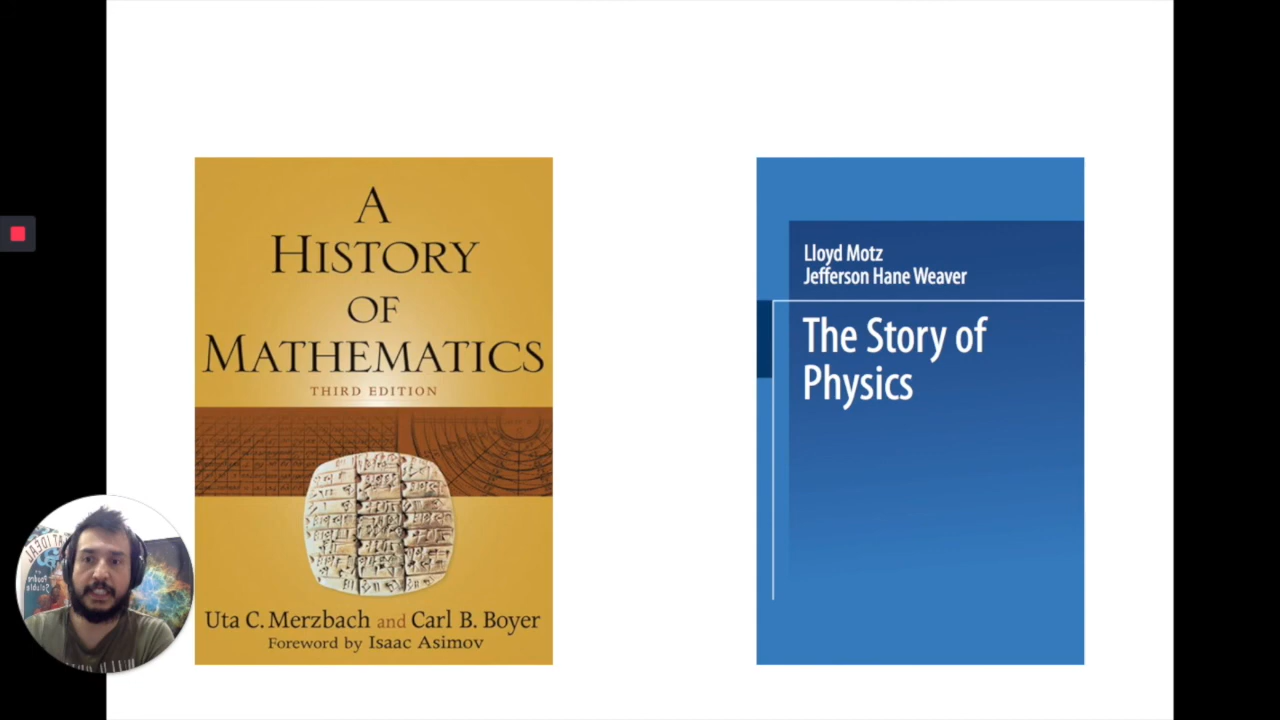 A
HISTORY
OF
MATHEMATICS
THIRD EDITION
Uta C. Merzbach and Carl B. Boyer
Foreword by Isaac Asimov
Lloyd Motz
Jefferson Hane Weaver
The Story of
Physics